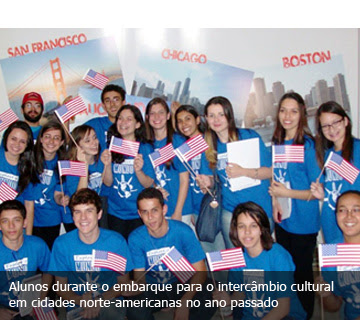 SAN FRANCISCO
CHICAGO
BOSTON
Alunos durante o embarque para o intercâmbio cultural
em cidades norte-americanas no ano passado